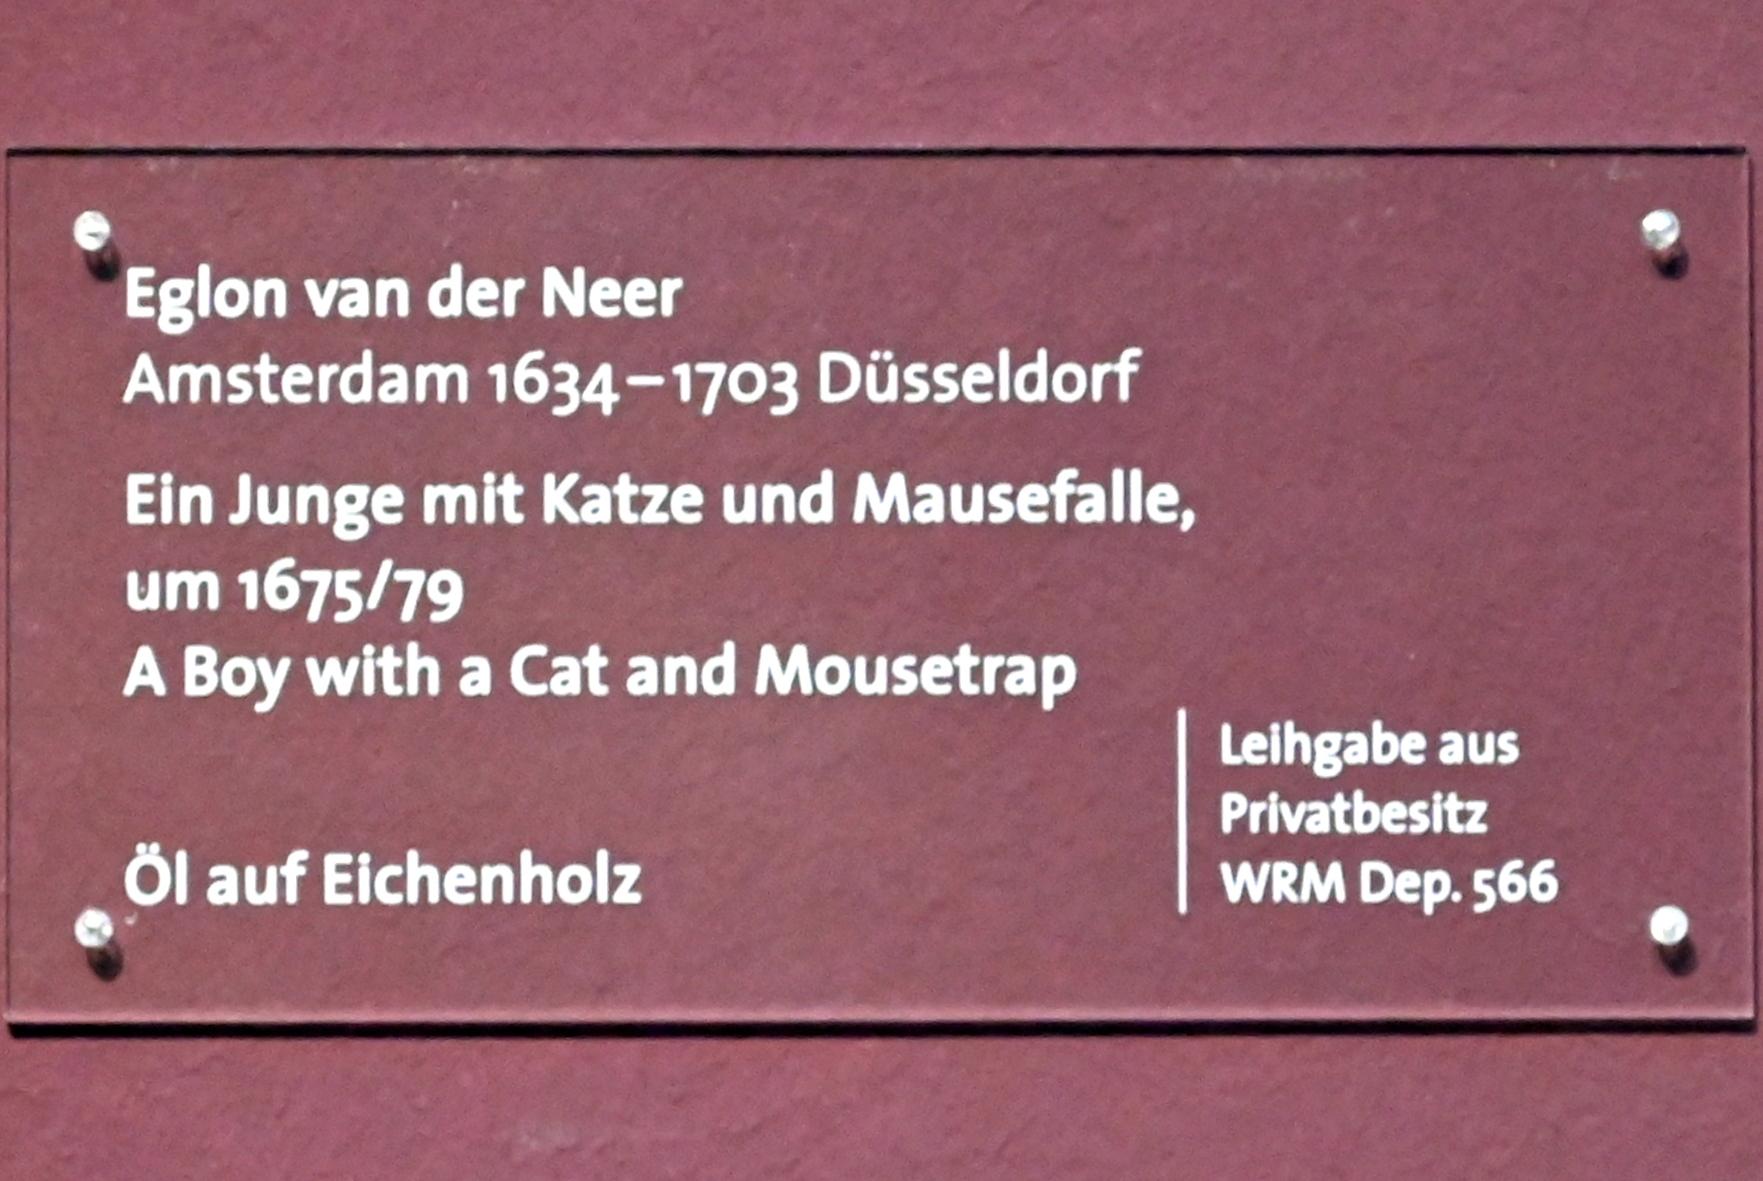 Eglon van der Neer
Amsterdam 1634–1703 Düsseldorf
Ein Junge mit Katze und Mausefalle,
um 1675/79
A Boy with a Cat and Mousetrap
Öl auf Eichenholz
Leihgabe aus
Privatbesitz
WRM Dep. 566